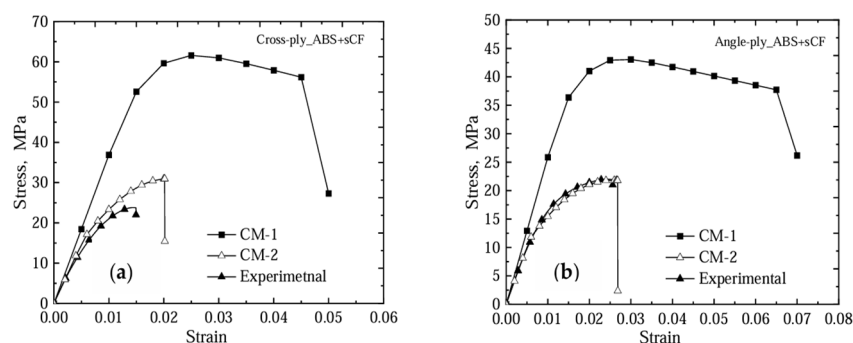 Cross-ply_ABS+sCF
Stress, MPa
70
60
50
40
30
20
10
0
0.00 0.01 0.02 0.03 0.04 0.05 0.06
Strain
(a)
CM-1
CM-2
Experimetnal
Angle-ply_ABS+sCF
Stress, MPa
50
45
40
35
30
25
20
15
10
5
0
0.00 0.01 0.02 0.03 0.04 0.05 0.06 0.07 0.08
Strain
(b)
CM-1
CM-2
Experimental